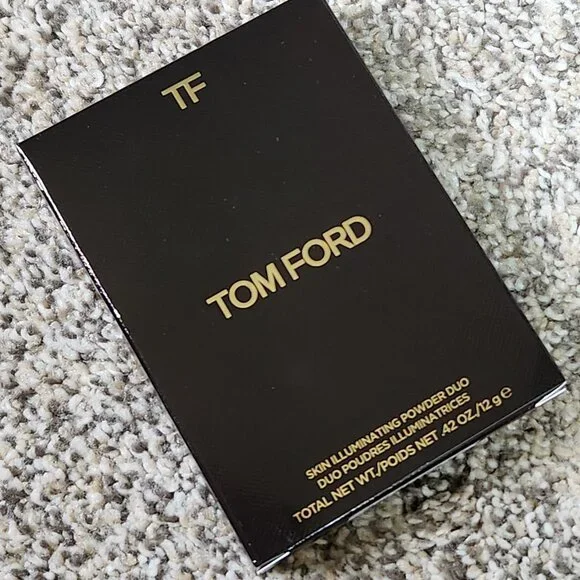 TF
TOM FORD
SKIN ILLUMINATING POWDER DUO
DUO POUDRES ILLUMINATRICES
TOTAL NET WT./POIDS NET .42 OZ./12 g ℮